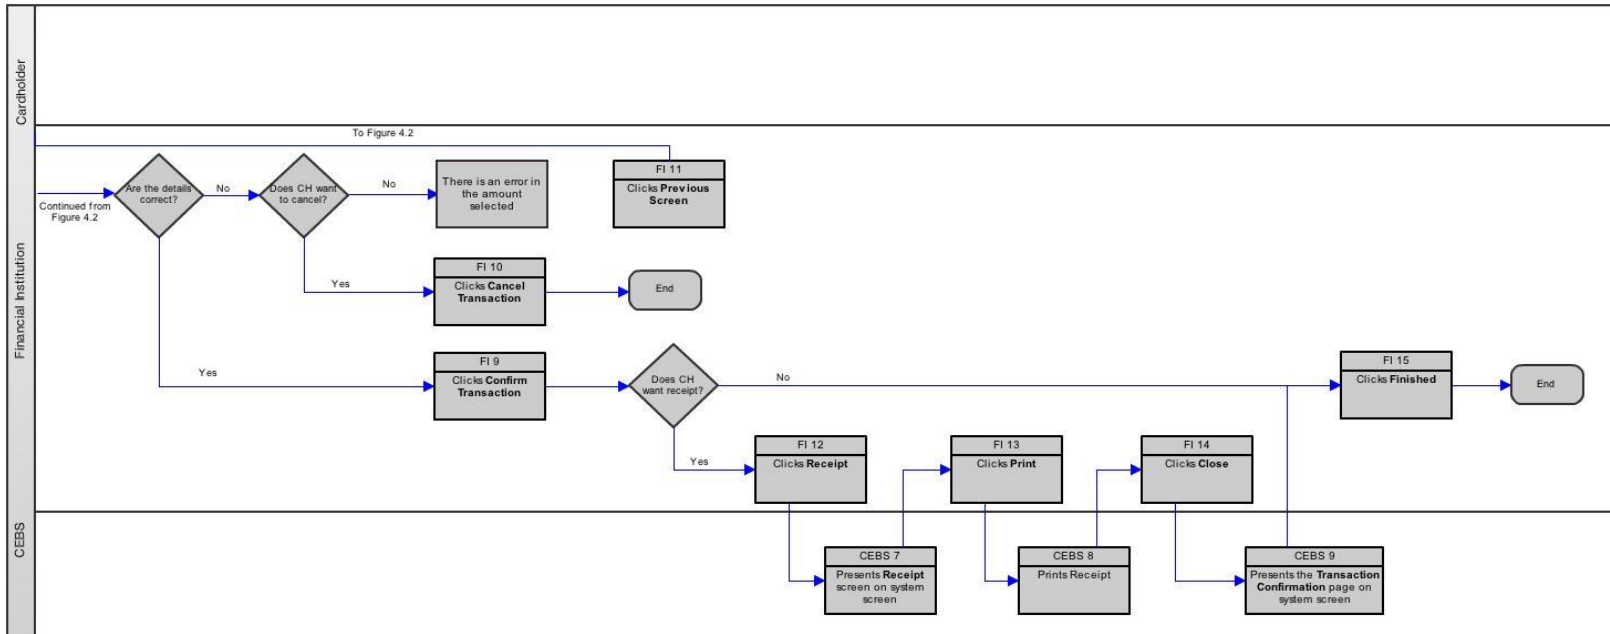 Cardholder
To Figure 4.2
Financial Institution
Continued from
Figure 4.2
Are the details
correct?
No
Does CH want
to cancel?
No
There is an error in
the amount
selected
FI 11
Clicks Previous
Screen
Yes
FI 10
Clicks Cancel
Transaction
End
Yes
FI 9
Clicks Confirm
Transaction
Does CH
want receipt?
No
FI 15
Clicks Finished
End
Yes
FI 12
Clicks Receipt
FI 13
Clicks Print
FI 14
Clicks Close
CEBS
CEBS 7
Presents Receipt
screen on system
screen
CEBS 8
Prints Receipt
CEBS 9
Presents the Transaction
Confirmation page on
system screen